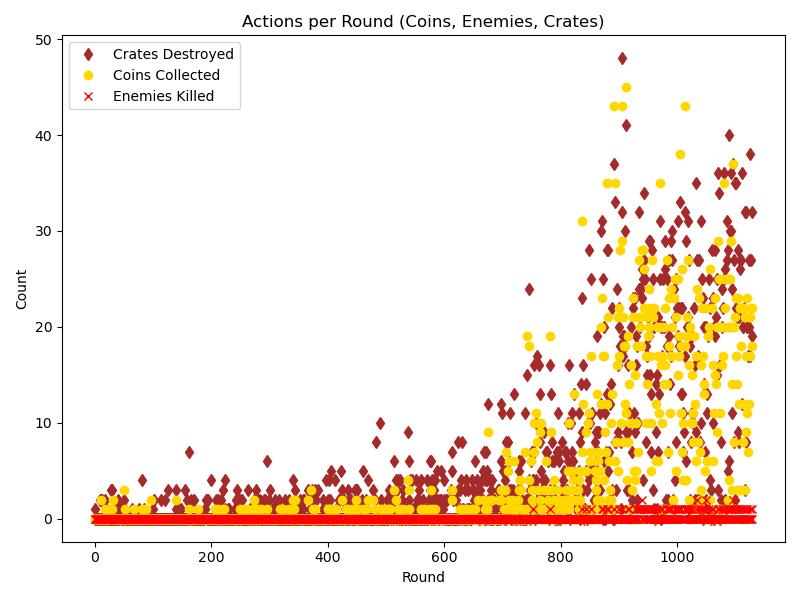 Actions per Round (Coins, Enemies, Crates)
Crates Destroyed
Coins Collected
Enemies Killed
Count
50
40
30
20
10
0
0 200 400 600 800 1000
Round